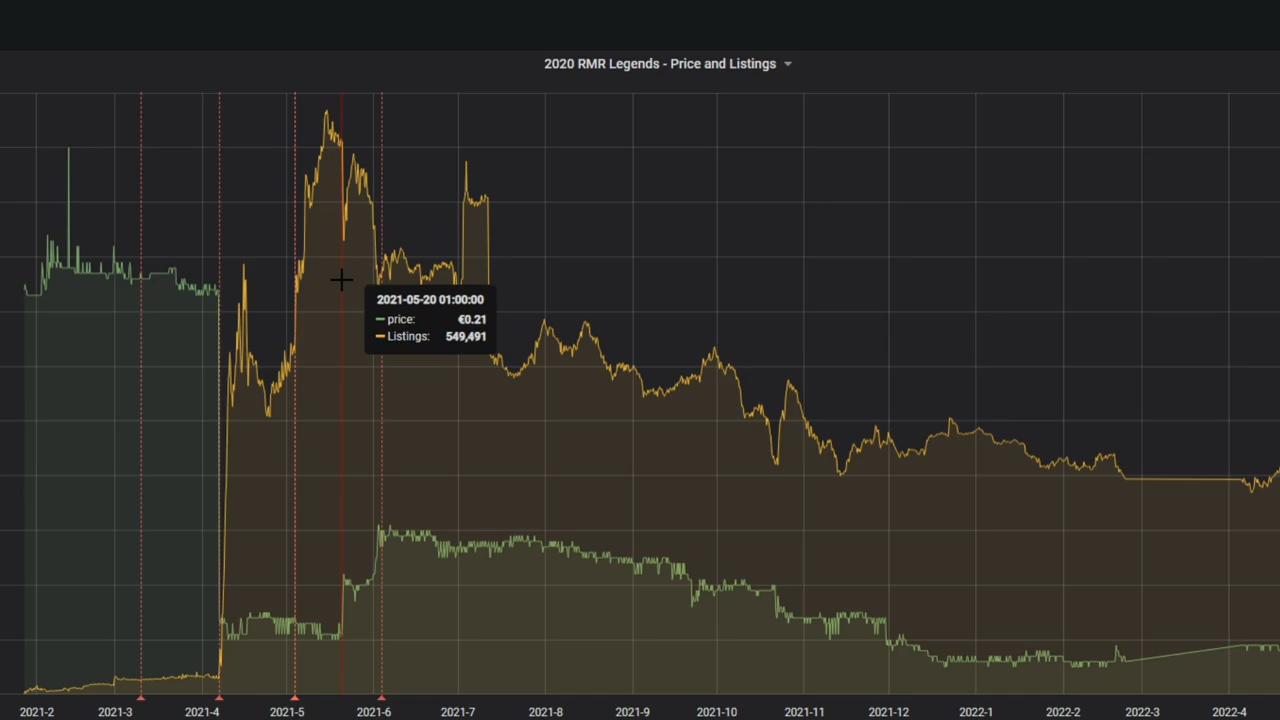 2020 RMR Legends - Price and Listings
2021-05-20 01:00:00
price: €0.21
Listings: 549,491
2021-2 2021-3 2021-4 2021-5 2021-6 2021-7 2021-8 2021-9 2021-10 2021-11 2021-12 2022-1 2022-2 2022-3 2022-4